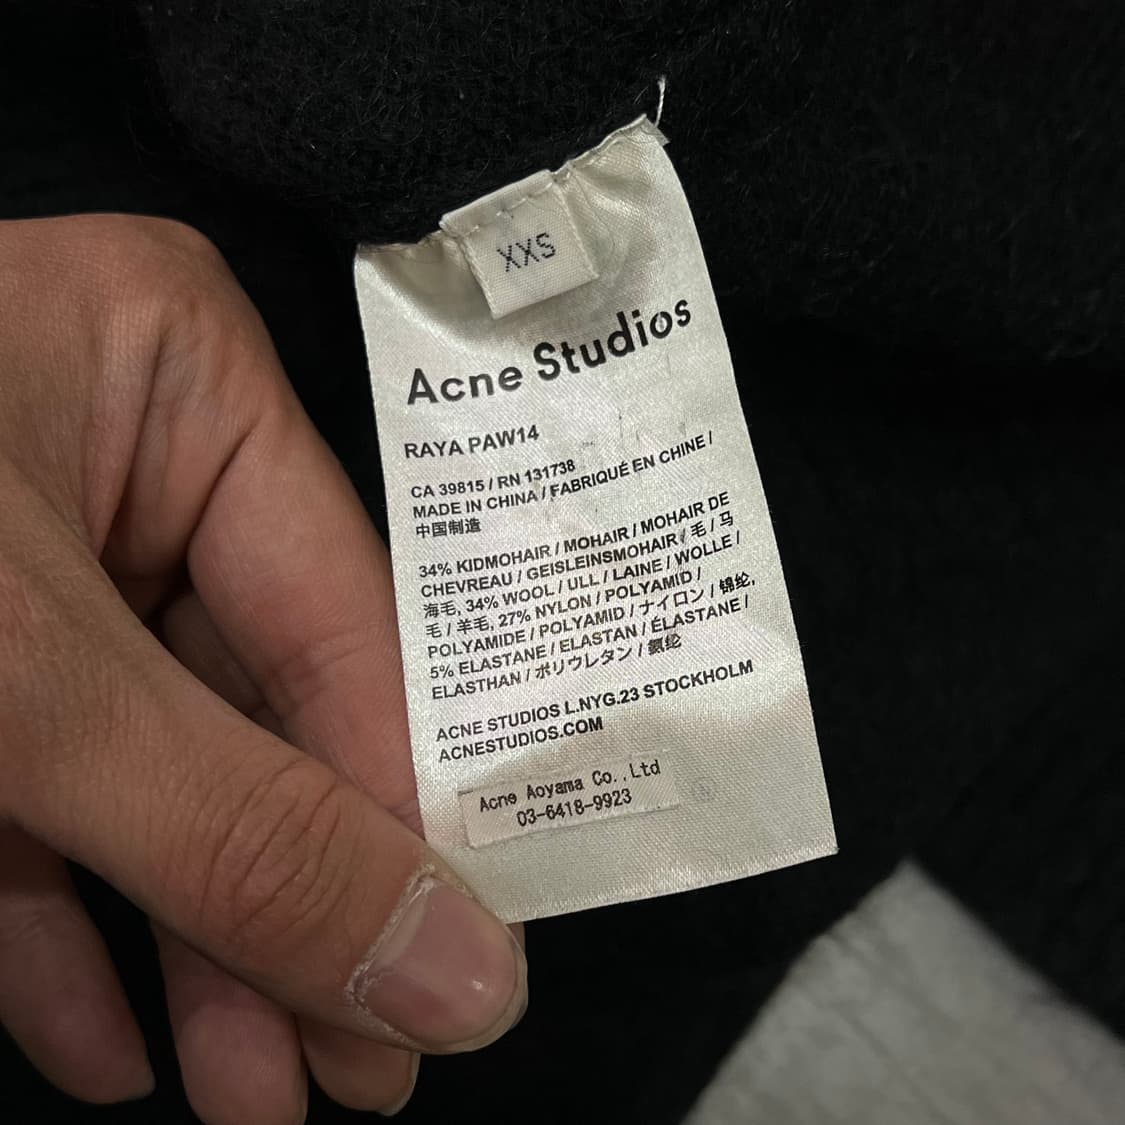 XXS
Acne Studios
RAYA PAW14
CA 39815 / RN 131738
MADE IN CHINA / FABRIQUÉ EN CHINE /
中国制造
34% KIDMOHAIR / MOHAIR / MOHAIR DE
CHEVREAU / GEISLEINSMOHAIR / 毛 / 马
海毛, 34% WOOL / ULL / LAINE / WOLLE /
毛 / 羊毛, 27% NYLON / POLYAMID /
POLYAMIDE / POLYAMID / ナイロン / 锦纶,
5% ELASTANE / ELASTAN / ÉLASTANE /
ELASTHAN / ポリウレタン / 氨纶
ACNE STUDIOS L.NYG.23 STOCKHOLM
ACNESTUDIOS.COM
Acne Aoyama Co.,Ltd
03-6418-9923